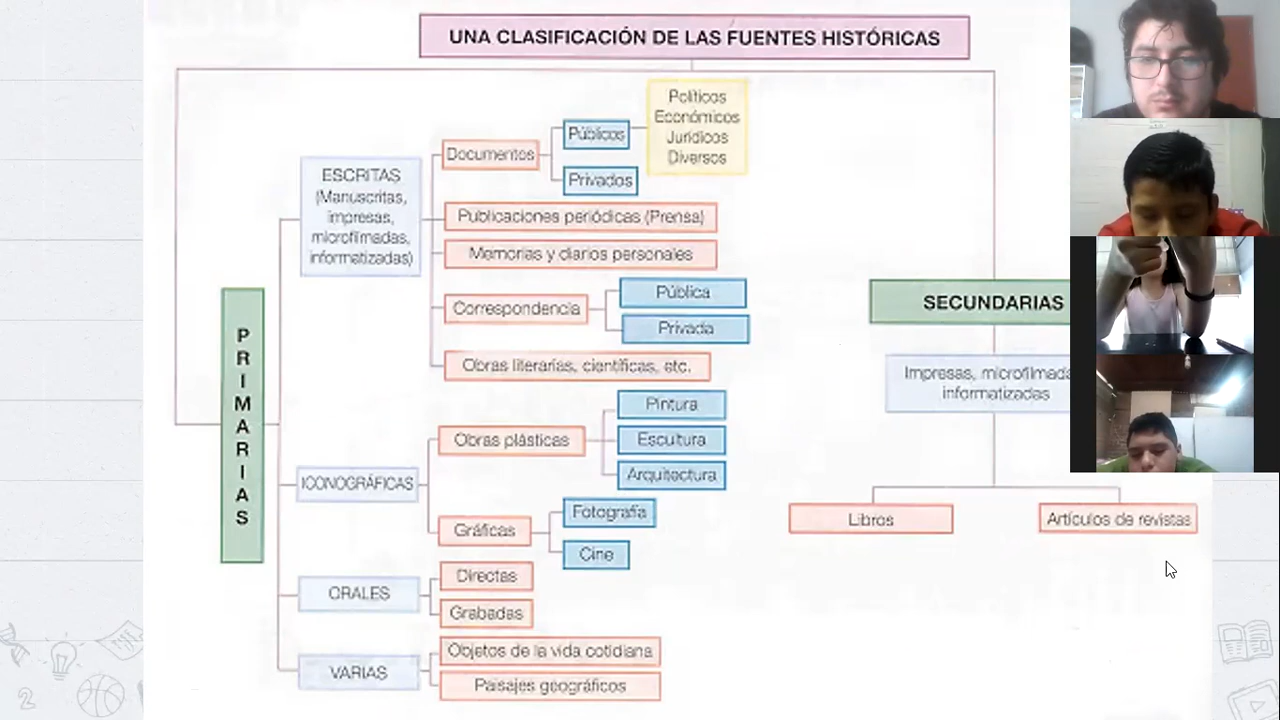 UNA CLASIFICACIÓN DE LAS FUENTES HISTÓRICAS
PRIMARIAS
ESCRITAS
(Manuscritas,
impresas,
microfilmadas,
informatizadas)
Documentos
Públicos
Políticos
Económicos
Jurídicos
Diversos
Privados
Publicaciones periódicas (Prensa)
Memorias y diarios personales
Correspondencia
Pública
Privada
Obras literarias, científicas, etc.
ICONOGRÁFICAS
Obras plásticas
Pintura
Escultura
Arquitectura
Gráficas
Fotografía
Cine
ORALES
Directas
Grabadas
VARIAS
Objetos de la vida cotidiana
Paisajes geográficos
SECUNDARIAS
Impresas, microfilmada
informatizadas
Libros
Artículos de revistas
2